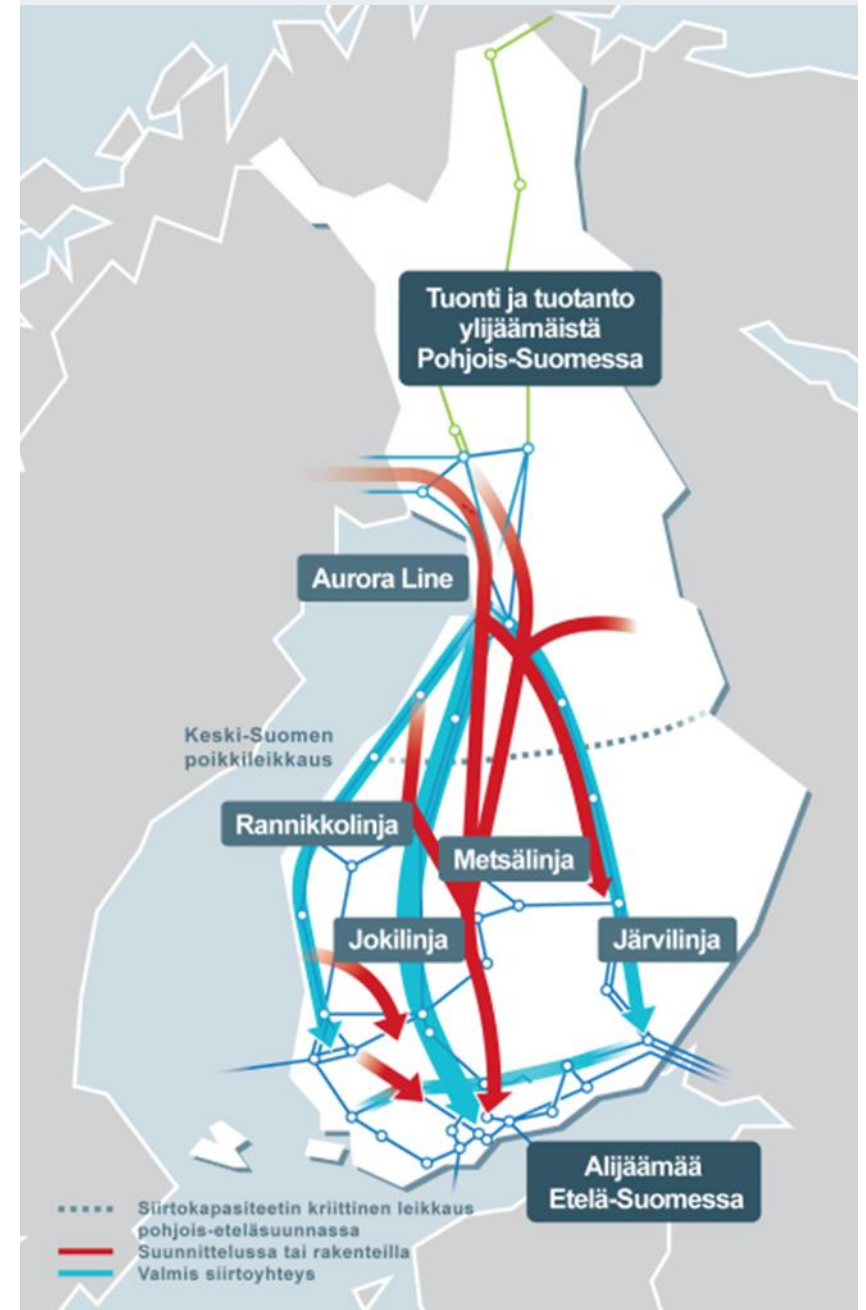 Tuonti ja tuotanto
ylijäämäistä
Pohjois-Suomessa
Aurora Line
Keski-Suomen
poikkileikkaus
Rannikkolinja
Metsälinja
Jokilinja
Järvilinja
Alijäämää
Etelä-Suomessa
Siirtokapasiteetin kriittinen leikkaus
pohjois-eteläsuunnassa
Suunnittelussa tai rakenteilla
Valmis siirtoyhteys